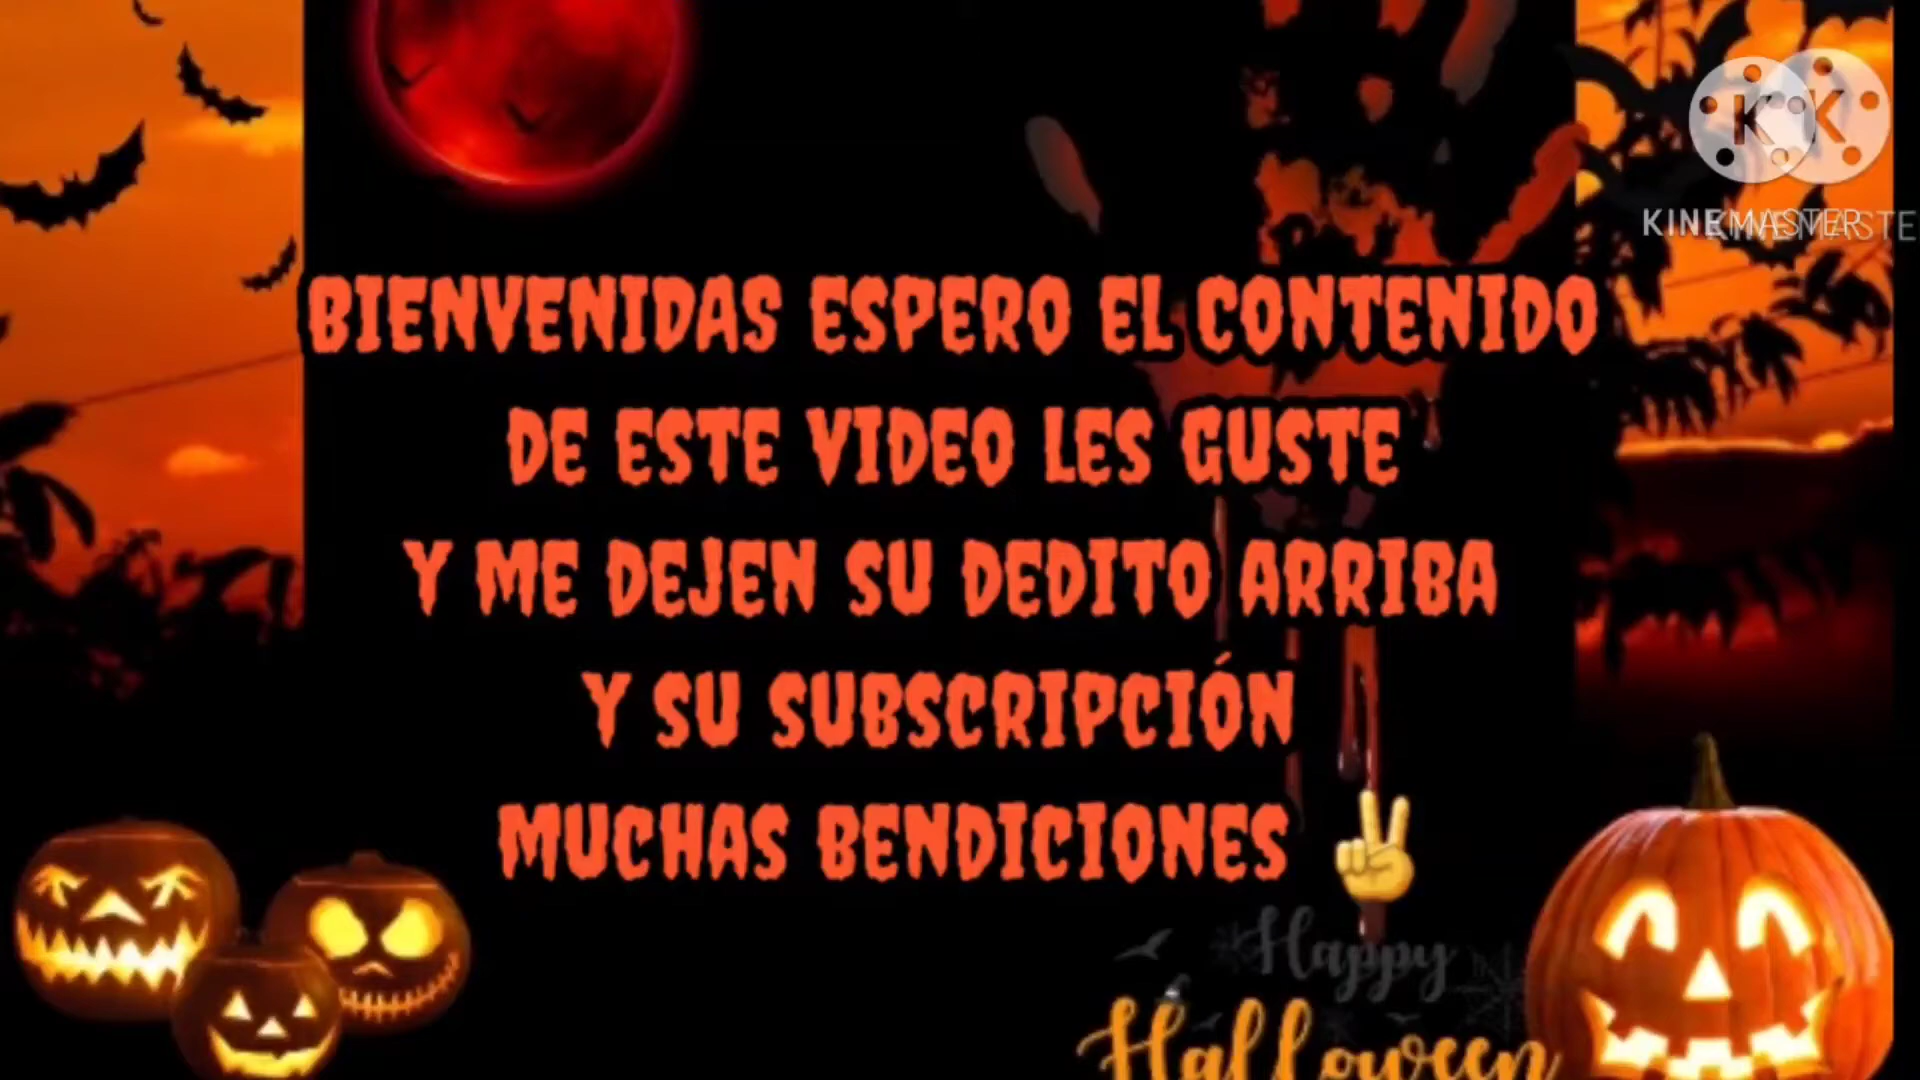 KINEMASTER
KINEMASTE
BIENVENIDAS ESPERO EL CONTENIDO
DE ESTE VIDEO LES GUSTE
Y ME DEJEN SU DEDITO ARRIBA
Y SU SUBSCRIPCIÓN
MUCHAS BENDICIONES ✌
Happy
Halloween